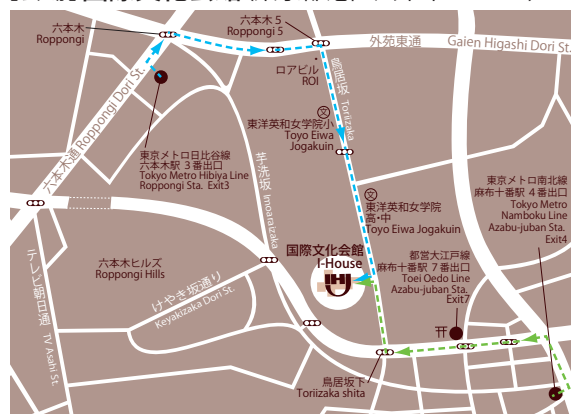 六本木
Roppongi
六本木 5
Roppongi 5
外苑東通 Gaien Higashi Dori St.
ロアビル
ROI
鳥居坂 Toriizaka
六本木通 Roppongi Dori St.
東洋英和女学院小
Toyo Eiwa
Jogakuin
東京メトロ日比谷線
六本木駅 3 番出口
Tokyo Metro Hibiya Line
Roppongi Sta. Exit3
芋洗坂 Imoaraizaka
東洋英和女学院
高・中
Toyo Eiwa Jogakuin
東京メトロ南北線
麻布十番駅 4 番出口
Tokyo Metro
Namboku Line
Azabu-juban Sta.
Exit4
国際文化会館
I-House
都営大江戸線
麻布十番駅 7 番出口
Toei Oedo Line
Azabu-juban Sta.
Exit7
六本木ヒルズ
Roppongi Hills
けやき坂通り
Keyakizaka Dori St.
テレビ朝日通
TV Asahi St.
鳥居坂下
Toriizaka shita
文
文